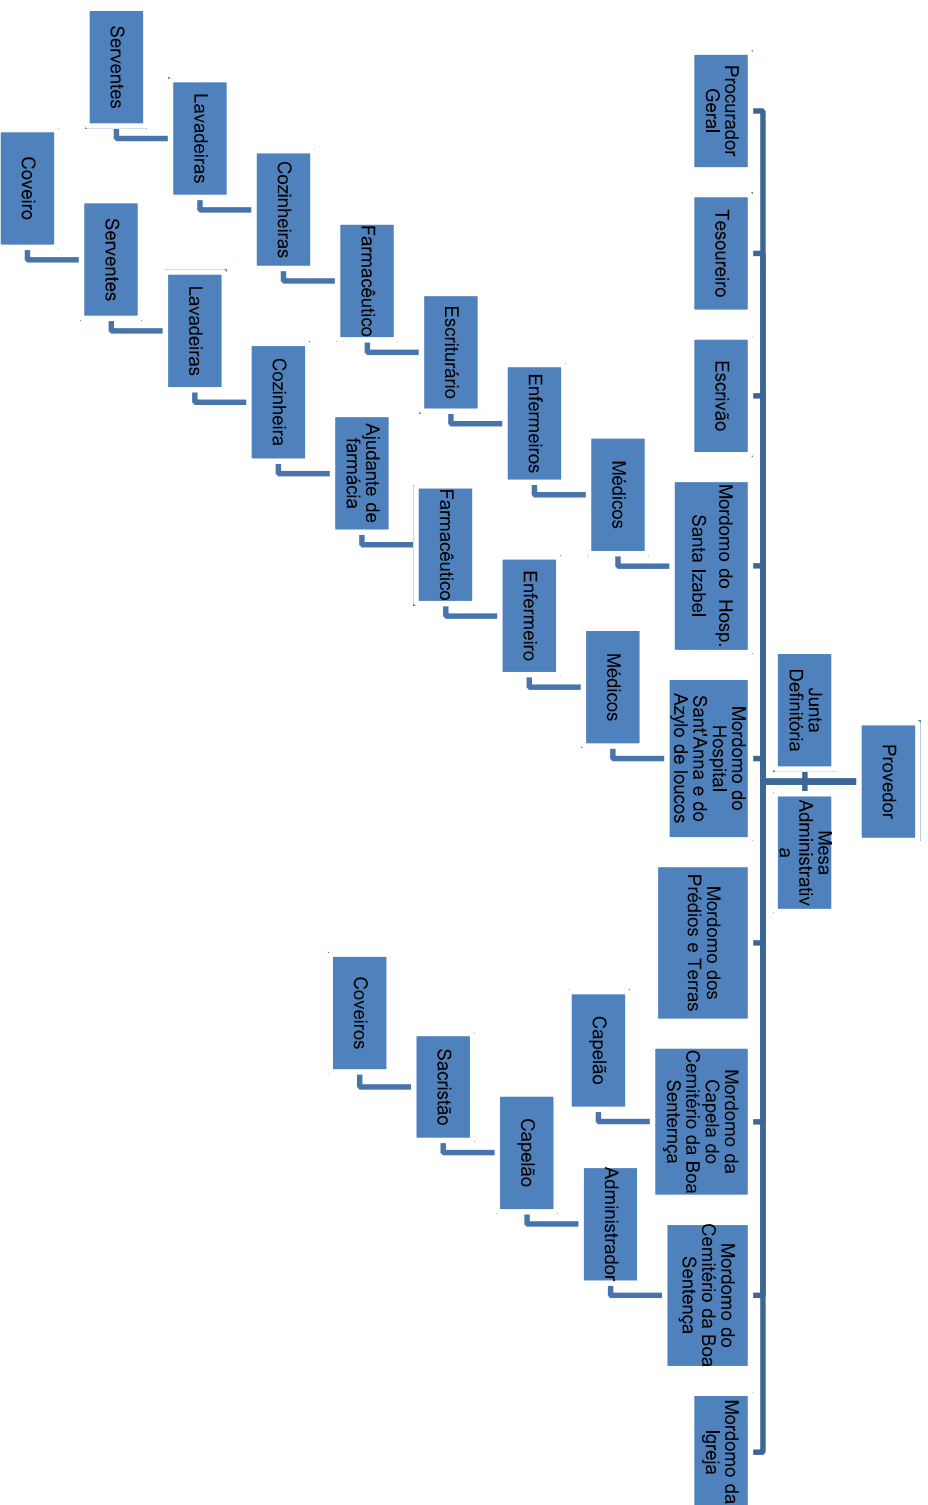 Provedor
Junta
Definitória
Mesa
Administrativ
a
Procurador
Geral
Tesoureiro
Escrivão
Mordomo do Hosp.
Santa Izabel
Mordomo do
Hospital
Sant'Anna e do
Azylo de loucos
Mordomo dos
Prédios e Terras
Mordomo da
Capela do
Cemitério da Boa
Senternça
Mordomo do
Cemitério da Boa
Sentença
Mordomo da
Igreja
Médicos
Enfermeiros
Escriturário
Farmacêutico
Cozinheiras
Lavadeiras
Serventes
Médicos
Enfermeiro
Farmacêutico
Ajudante de
farmácia
Cozinheira
Lavadeiras
Serventes
Coveiro
Capelão
Administrador
Capelão
Sacristão
Coveiros